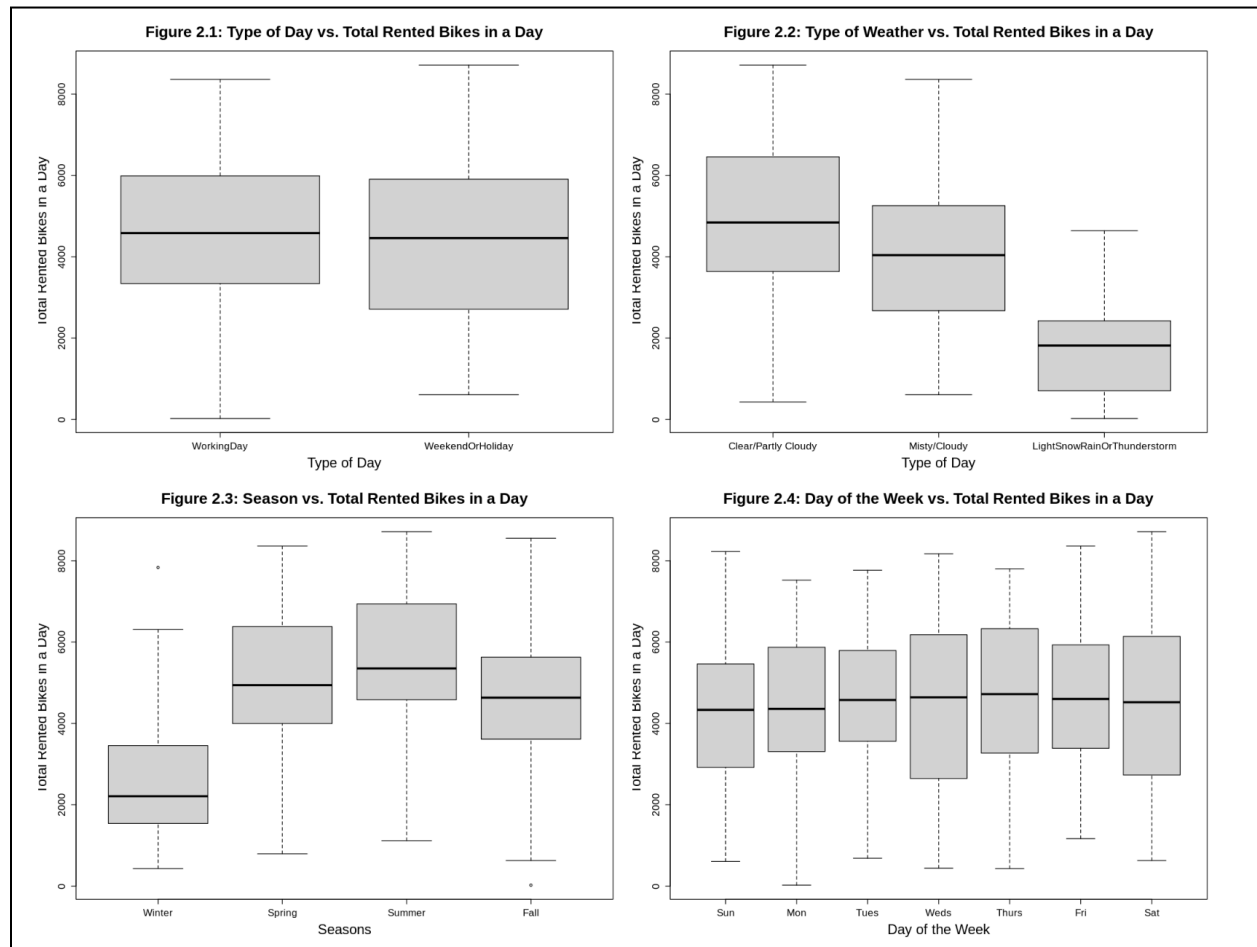 Figure 2.1: Type of Day vs. Total Rented Bikes in a Day
Total Rented Bikes in a Day
8000
6000
4000
2000
0
WorkingDay WeekendOrHoliday
Type of Day
Figure 2.2: Type of Weather vs. Total Rented Bikes in a Day
Total Rented Bikes in a Day
8000
6000
4000
2000
0
Clear/Partly Cloudy Misty/Cloudy LightSnowRainOrThunderstorm
Type of Day
Figure 2.3: Season vs. Total Rented Bikes in a Day
Total Rented Bikes in a Day
8000
6000
4000
2000
0
Winter Spring Summer Fall
Seasons
Figure 2.4: Day of the Week vs. Total Rented Bikes in a Day
Total Rented Bikes in a Day
8000
6000
4000
2000
0
Sun Mon Tues Weds Thurs Fri Sat
Day of the Week